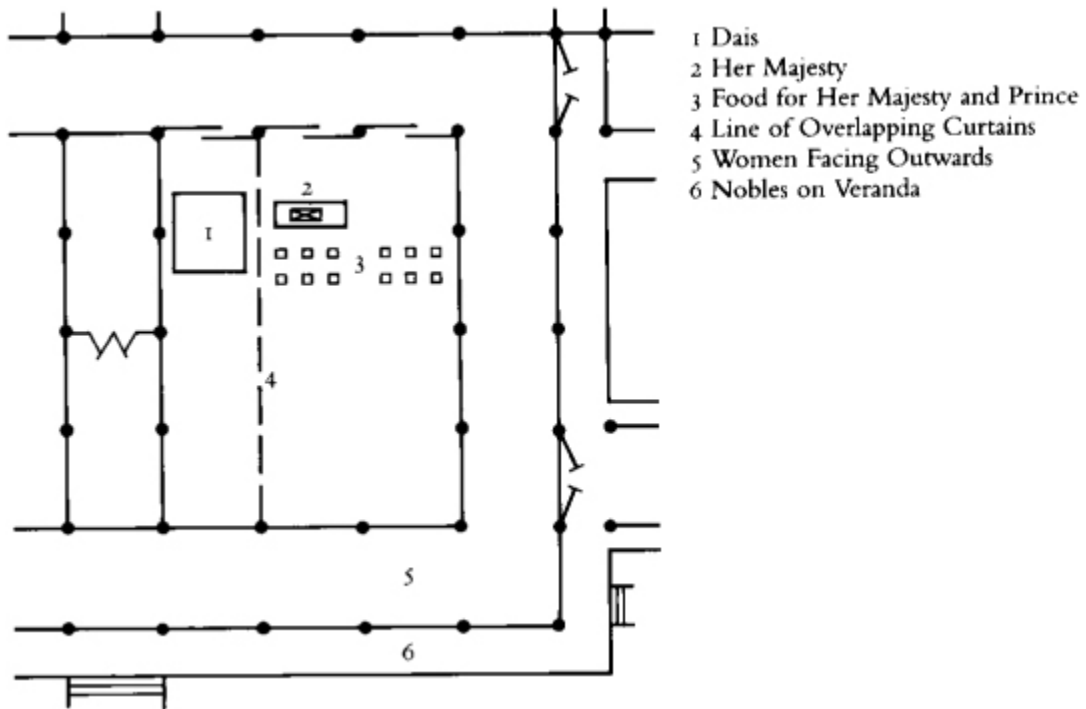 1 Dais
2 Her Majesty
3 Food for Her Majesty and Prince
4 Line of Overlapping Curtains
5 Women Facing Outwards
6 Nobles on Veranda
2
1
3
4
5
6